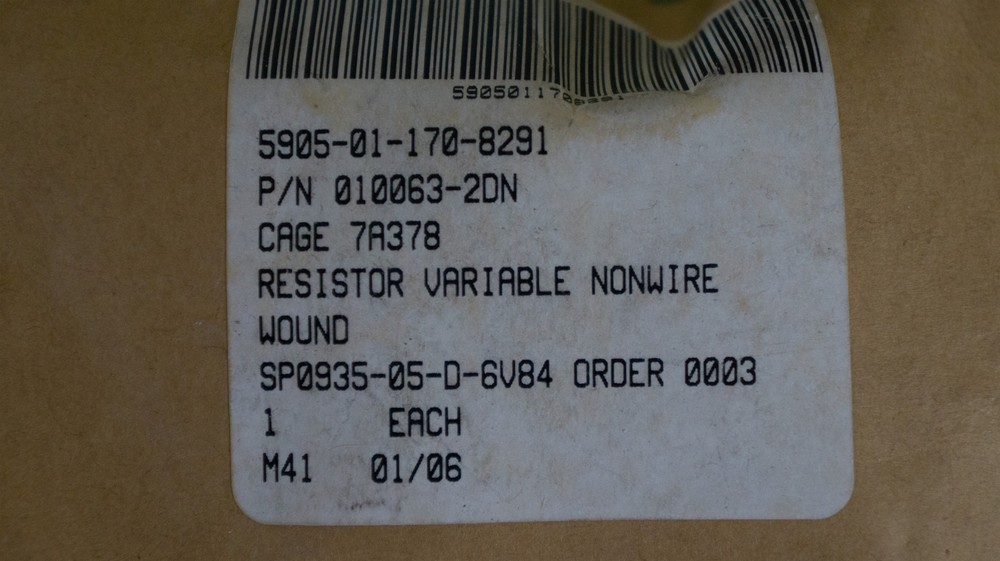 5905-01-170-8291
P/N 010063-2DN
CAGE 7A378
RESISTOR VARIABLE NONWIRE
WOUND
SP0935-05-D-6V84 ORDER 0003
1 EACH
M41 01/06